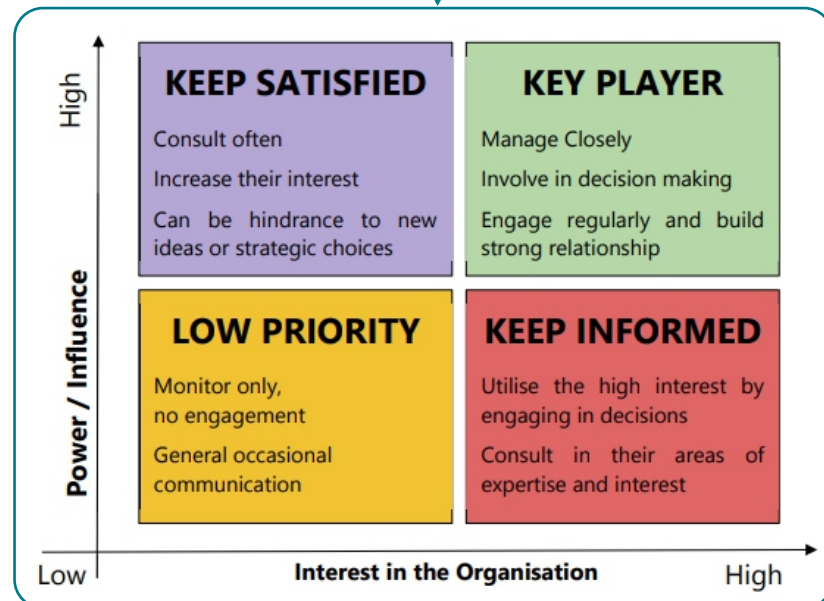 High
KEEP SATISFIED
Consult often
Increase their interest
Can be hindrance to new
ideas or strategic choices
KEY PLAYER
Manage Closely
Involve in decision making
Engage regularly and build
strong relationship
Power / Influence
LOW PRIORITY
Monitor only,
no engagement
General occasional
communication
KEEP INFORMED
Utilise the high interest by
engaging in decisions
Consult in their areas of
expertise and interest
Low
Interest in the Organisation
High